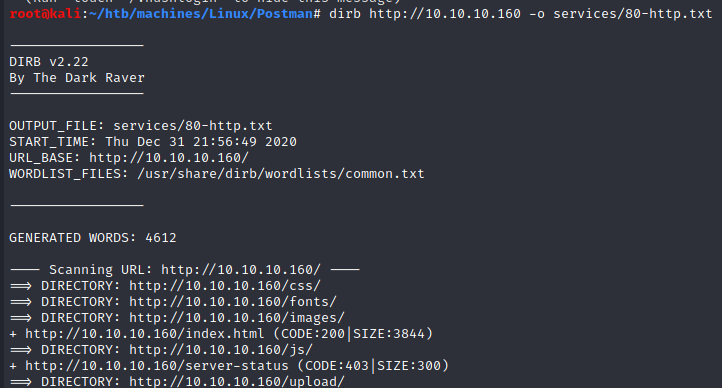 (Run "touch ~/.hushlogin" to hide this message)
root@kali:~/htb/machines/Linux/Postman# dirb http://10.10.10.160 -o services/80-http.txt
-----------------
DIRB v2.22
By The Dark Raver
-----------------
OUTPUT_FILE: services/80-http.txt
START_TIME: Thu Dec 31 21:56:49 2020
URL_BASE: http://10.10.10.160/
WORDLIST_FILES: /usr/share/dirb/wordlists/common.txt
-----------------
GENERATED WORDS: 4612
---- Scanning URL: http://10.10.10.160/ ----
==> DIRECTORY: http://10.10.10.160/css/
==> DIRECTORY: http://10.10.10.160/fonts/
==> DIRECTORY: http://10.10.10.160/images/
+ http://10.10.10.160/index.html (CODE:200|SIZE:3844)
==> DIRECTORY: http://10.10.10.160/js/
+ http://10.10.10.160/server-status (CODE:403|SIZE:300)
==> DIRECTORY: http://10.10.10.160/upload/